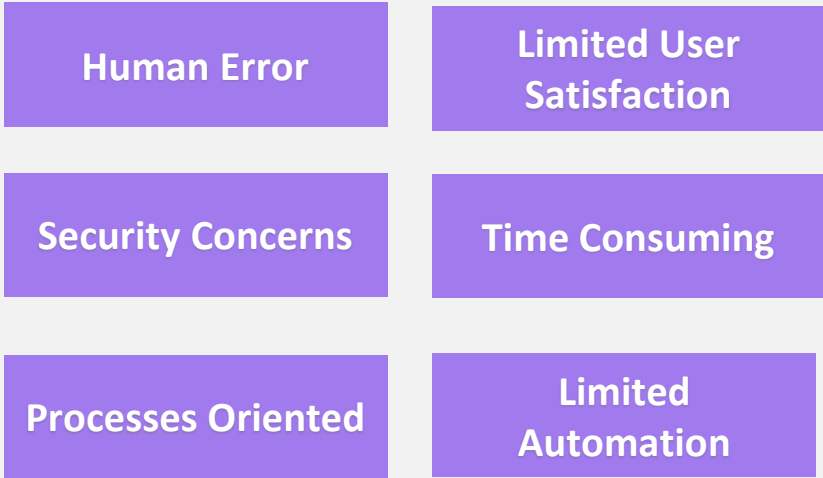 Human Error
Limited User
Satisfaction
Security Concerns
Time Consuming
Processes Oriented
Limited
Automation